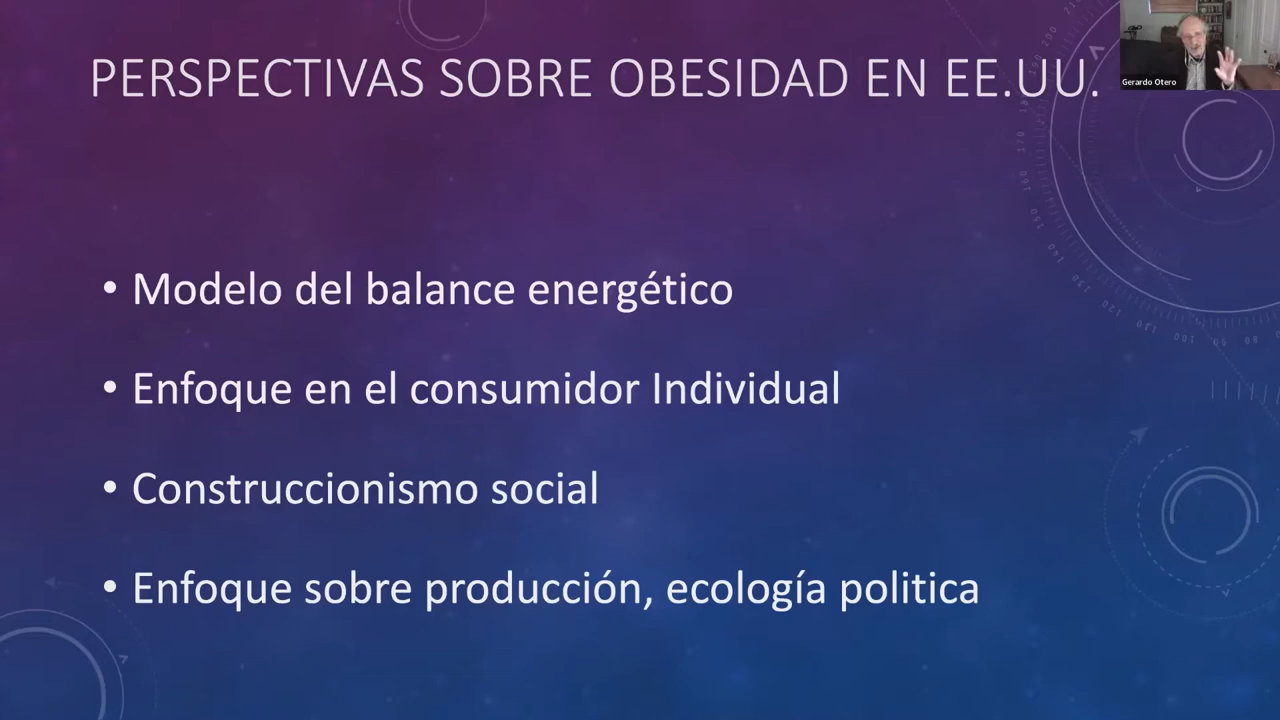 PERSPECTIVAS SOBRE OBESIDAD EN EE.UU.
Gerardo Otero
• Modelo del balance energético
• Enfoque en el consumidor Individual
• Construccionismo social
• Enfoque sobre producción, ecología politica